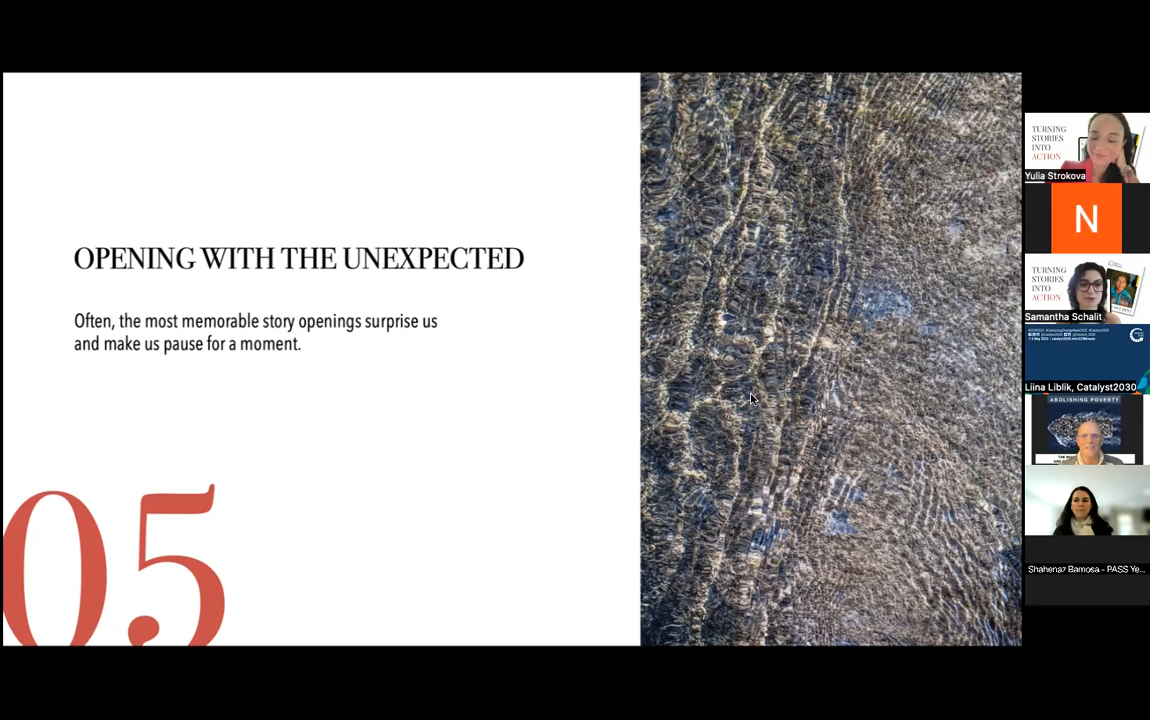 OPENING WITH THE UNEXPECTED
Often, the most memorable story openings surprise us
and make us pause for a moment.
05
TURNING
STORIES
INTO
ACTION
Yulia Strokova
N
TURNING
STORIES
INTO
ACTION
Samantha Schalit
Liina Liblik, Catalyst2030
ABOLISHING POVERTY
Shahenaz Bamosa - PASS Ye...